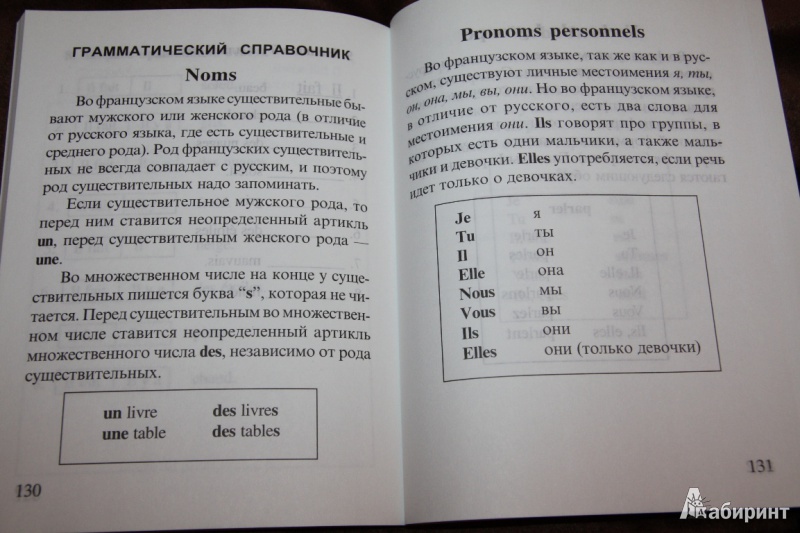 ГРАММАТИЧЕСКИЙ СПРАВОЧНИК
Noms
Во французском языке существительные бы-
вают мужского или женского рода (в отличие
от русского языка, где есть существительные и
среднего рода). Род французских существитель-
ных не всегда совпадает с русским, и поэтому
род существительных надо запоминать.
Если существительное мужского рода, то
перед ним ставится неопределенный артикль
un, перед существительным женского рода —
une.
Во множественном числе на конце у суще-
ствительных пишется буква “s”, которая не чи-
тается. Перед существительным во множествен-
ном числе ставится неопределенный артикль
множественного числа des, независимо от рода
существительных.
un livre des livres
une table des tables
130
Pronoms personnels
Во французском языке, так же как и в рус-
ском, существуют личные местоимения я, ты,
он, она, мы, вы, они. Но во французском языке,
в отличие от русского, есть два слова для
местоимения они. Ils говорят про группы, в
которых есть одни мальчики, а также маль-
чики и девочки. Elles употребляется, если речь
идет только о девочках.
Je я
Tu ты
Il он
Elle она
Nous мы
Vous вы
Ils они
Elles они (только девочки)
131
Лабиринт